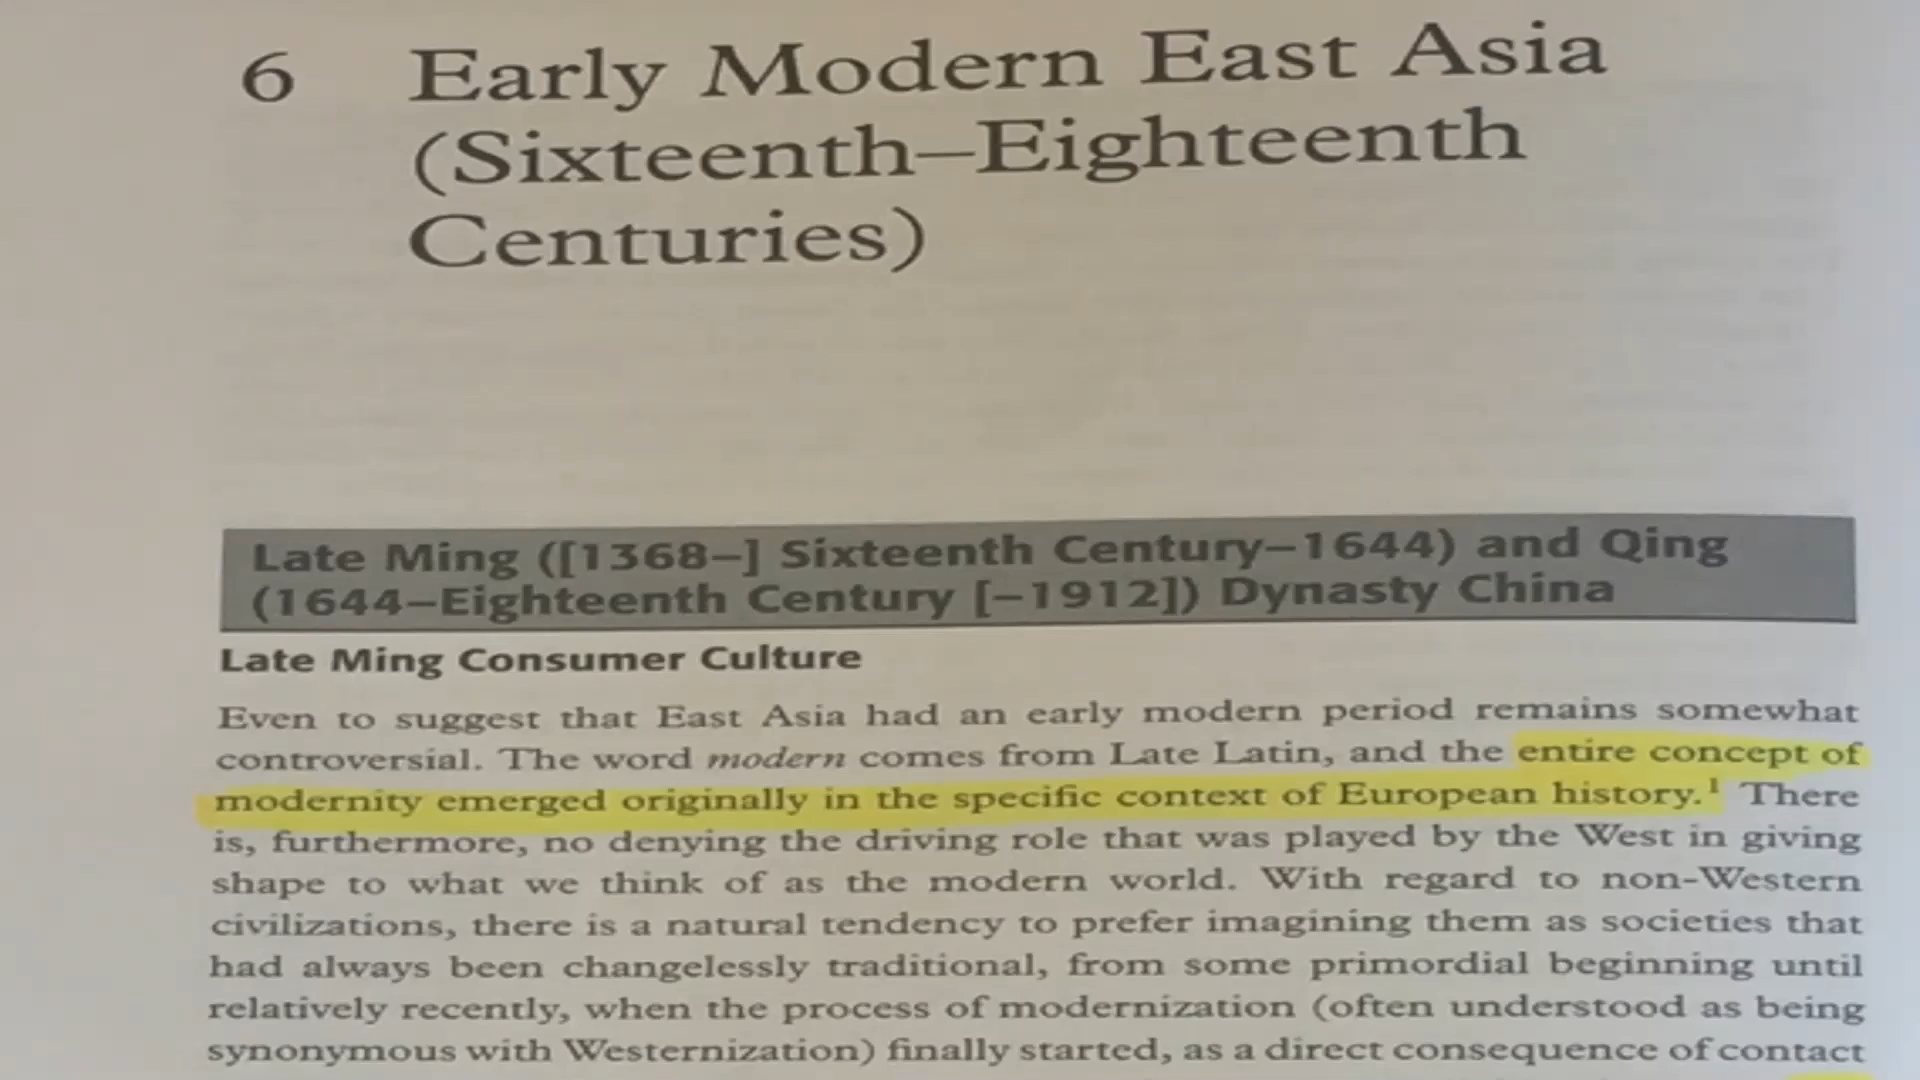 6 Early Modern East Asia
(Sixteenth–Eighteenth
Centuries)
Late Ming ([1368–] Sixteenth Century–1644) and Qing
(1644–Eighteenth Century [–1912]) Dynasty China
Late Ming Consumer Culture
Even to suggest that East Asia had an early modern period remains somewhat
controversial. The word modern comes from Late Latin, and the entire concept of
modernity emerged originally in the specific context of European history.¹ There
is, furthermore, no denying the driving role that was played by the West in giving
shape to what we think of as the modern world. With regard to non-Western
civilizations, there is a natural tendency to prefer imagining them as societies that
had always been changelessly traditional, from some primordial beginning until
relatively recently, when the process of modernization (often understood as being
synonymous with Westernization) finally started, as a direct consequence of contact